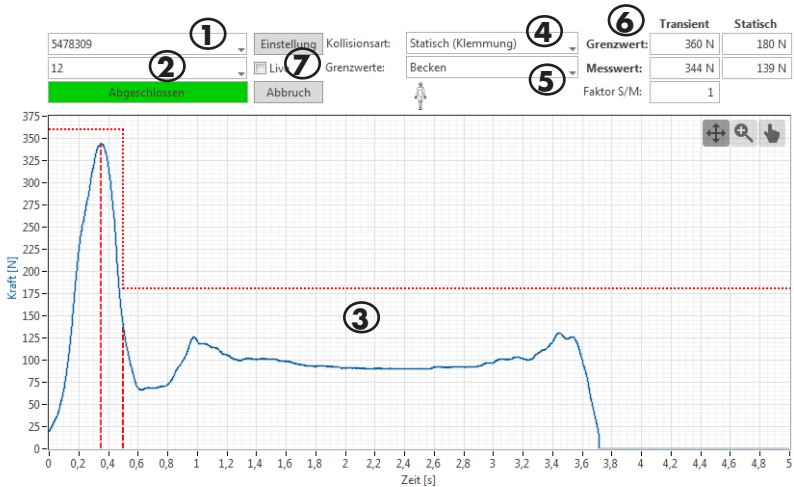 Transient Statisch
5478309 1 Einstellung Kollisionsart: Statisch (Klemmung) 4 6 Grenzwert: 360 N 180 N
12 2 Live 7 Grenzwerte: Becken 5 Messwert: 344 N 139 N
Abgeschlossen Abbruch Faktor S/M: 1
375
350
325
300
275
250
225
200
175
150
125
100
75
50
25
0
Kraft [N]
3
0 0,2 0,4 0,6 0,8 1 1,2 1,4 1,6 1,8 2 2,2 2,4 2,6 2,8 3 3,2 3,4 3,6 3,8 4 4,2 4,4 4,6 4,8 5
Zeit [s]